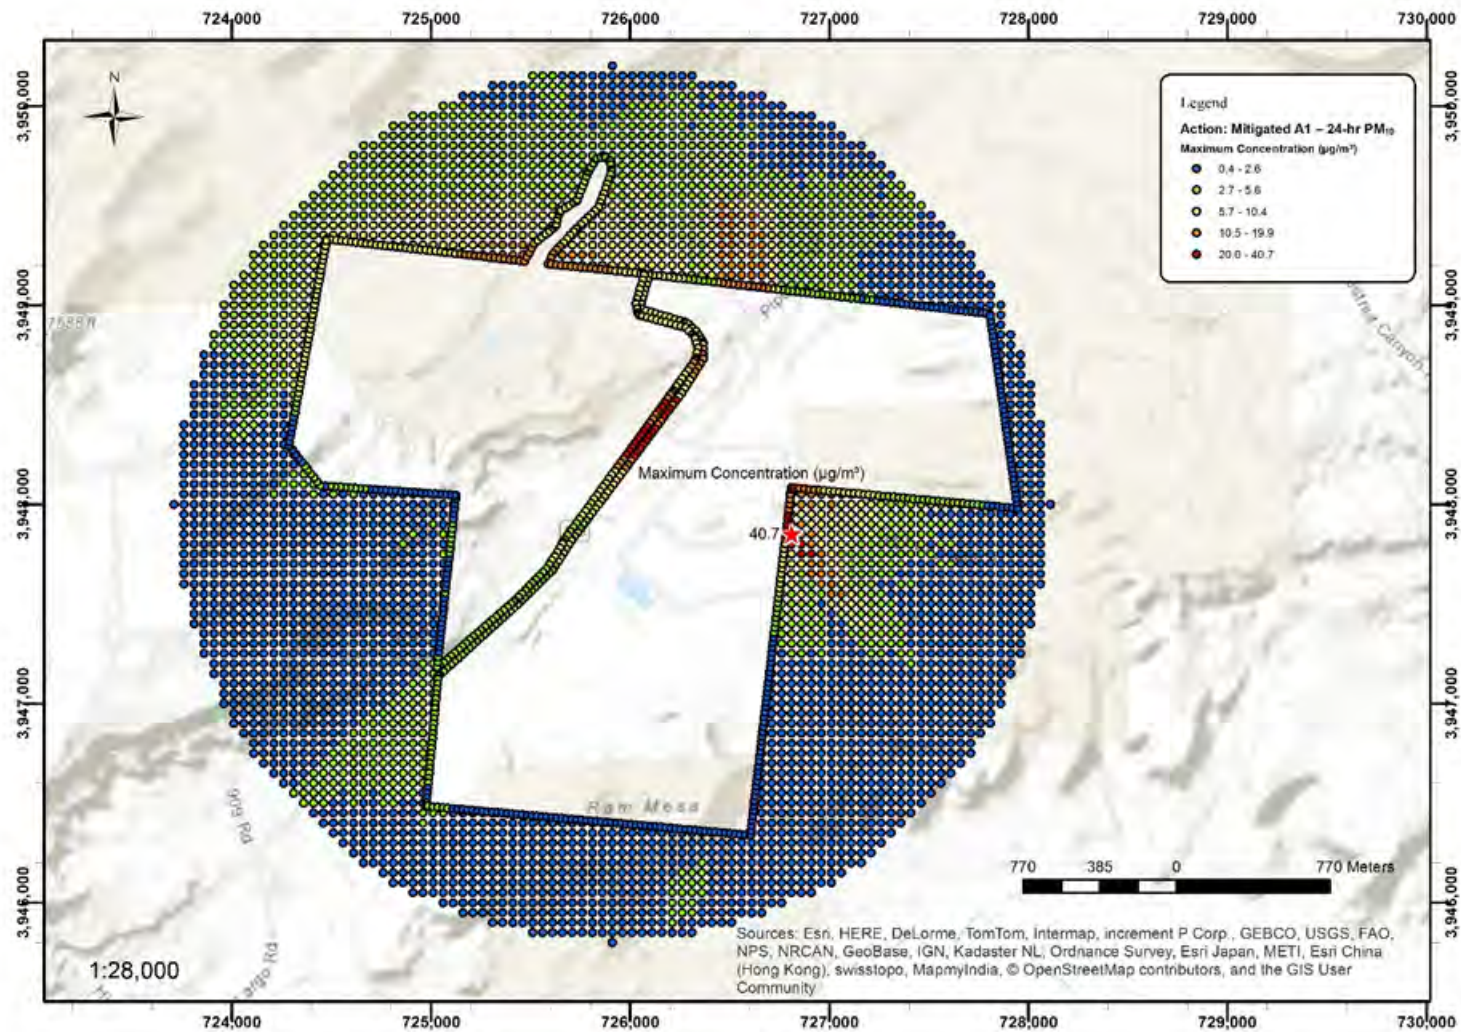 724,000 725,000 726,000 727,000 728,000 729,000 730,000
3,950,000
3,950,000
N
Legend
Action: Mitigated A1 – 24-hr PM₁₀
Maximum Concentration (µg/m³)
0.4 - 2.6
2.7 - 5.6
5.7 - 10.4
10.5 - 19.9
20.0 - 40.7
3,949,000
3,949,000
Canyon
Maximum Concentration (µg/m³)
3,948,000
3,948,000
40.7
3,947,000
3,947,000
Ram Mesa
Rd
770 385 0 770 Meters
3,946,000
3,946,000
Rd
1:28,000
Sources: Esri, HERE, DeLorme, TomTom, Intermap, increment P Corp., GEBCO, USGS, FAO,
NPS, NRCAN, GeoBase, IGN, Kadaster NL, Ordnance Survey, Esri Japan, METI, Esri China
(Hong Kong), swisstopo, MapmyIndia, © OpenStreetMap contributors, and the GIS User
Community
724,000 725,000 726,000 727,000 728,000 729,000 730,000